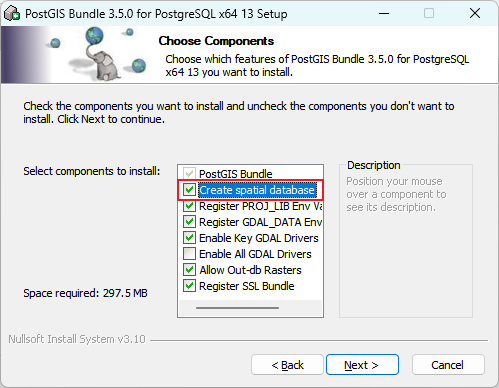 PostGIS Bundle 3.5.0 for PostgreSQL x64 13 Setup
Choose Components
Choose which features of PostGIS Bundle 3.5.0 for PostgreSQL
x64 13 you want to install.
Check the components you want to install and uncheck the components you don't want to
install. Click Next to continue.
Select components to install:
PostGIS Bundle
Create spatial database
Register PROJ_LIB Env Va
Register GDAL_DATA Env
Enable Key GDAL Drivers
Enable All GDAL Drivers
Allow Out-db Rasters
Register SSL Bundle
Description
Position your mouse
over a component to
see its description.
Space required: 297.5 MB
Nullsoft Install System v3.10
< Back
Next >
Cancel